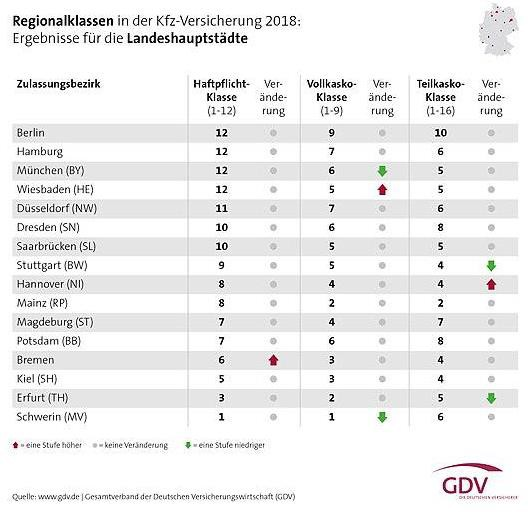 Regionalklassen in der Kfz-Versicherung 2018:
Ergebnisse für die Landeshauptstädte
Zulassungsbezirk Haftpflicht-Klasse (1-12) Ver-ände-rung Vollkasko-Klasse (1-9) Ver-ände-rung Teilkasko-Klasse (1-16) Ver-ände-rung
Berlin 12 9 10
Hamburg 12 7 6
München (BY) 12 6 5
Wiesbaden (HE) 12 5 5
Düsseldorf (NW) 11 7 6
Dresden (SN) 10 6 8
Saarbrücken (SL) 10 5 5
Stuttgart (BW) 9 5 4
Hannover (NI) 8 4 4
Mainz (RP) 8 2 2
Magdeburg (ST) 7 4 7
Potsdam (BB) 7 6 8
Bremen 6 3 4
Kiel (SH) 5 3 4
Erfurt (TH) 3 2 5
Schwerin (MV) 1 1 6
= eine Stufe höher = keine Veränderung = eine Stufe niedriger
GDV
DIE DEUTSCHEN VERSICHERER
Quelle: www.gdv.de | Gesamtverband der Deutschen Versicherungswirtschaft (GDV)